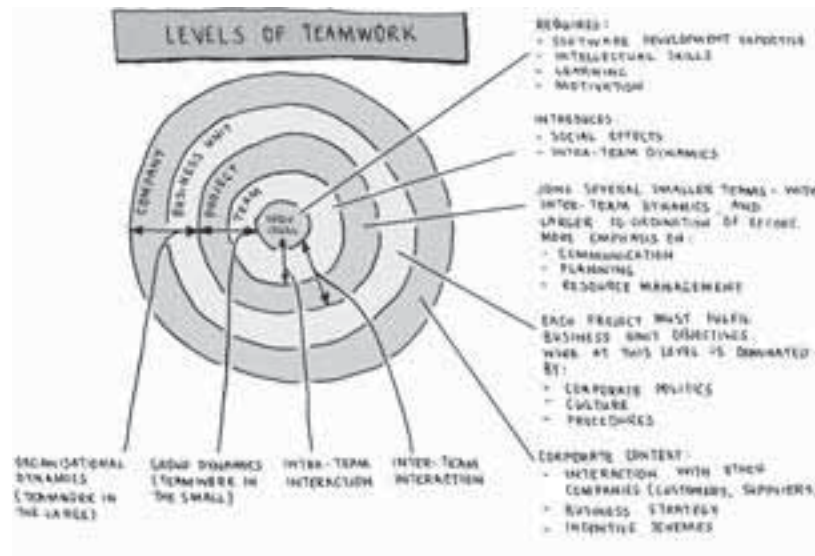 LEVELS OF TEAMWORK
COMPANY
BUSINESS UNIT
PROJECT
TEAM
REQUIRES:
- SOFTWARE DEVELOPMENT EXPERTISE
- INTELLECTUAL SKILLS
- LEARNING
- MOTIVATION
INTRODUCES:
- SOCIAL EFFECTS
- INTRA-TEAM DYNAMICS
JOINS SEVERAL SMALLER TEAMS - WITH
INTER-TEAM DYNAMICS AND
LARGER CO-ORDINATION OF
MORE EMPHASIS ON:
- COMMUNICATION
- PLANNING
- RESOURCE MANAGEMENT
EACH PROJECT MUST FULFIL
BUSINESS UNIT OBJECTIVES.
WORK AT THIS LEVEL IS DOMINATED
BY:
- CORPORATE POLITICS
- CULTURE
- PROCEDURES
CORPORATE CONTEXT:
- INTERACTION WITH OTHER
COMPANIES (CUSTOMERS, SUPPLIERS)
- BUSINESS STRATEGY
- INCENTIVE SCHEMES
ORGANISATIONAL
DYNAMICS
(TEAMWORK IN
THE LARGE)
GROUP DYNAMICS
(TEAMWORK IN
THE SMALL)
INTRA-TEAM
INTERACTION
INTER-TEAM
INTERACTION